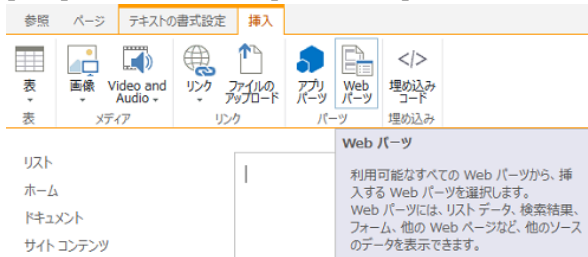 参照 ページ テキストの書式設定 挿入
表 画像 Video and Audio リンク ファイルの アップロード アプリ パーツ Web パーツ 埋め込み コード
表 メディア リンク パーツ 埋め込み
Web パーツ
リスト
利用可能なすべての Web パーツから、挿
ホーム
入する Web パーツを選択します。
Web パーツには、リスト データ、検索結果、
ドキュメント
フォーム、他の Web ページなど、他のソース
サイト コンテンツ
のデータを表示できます。